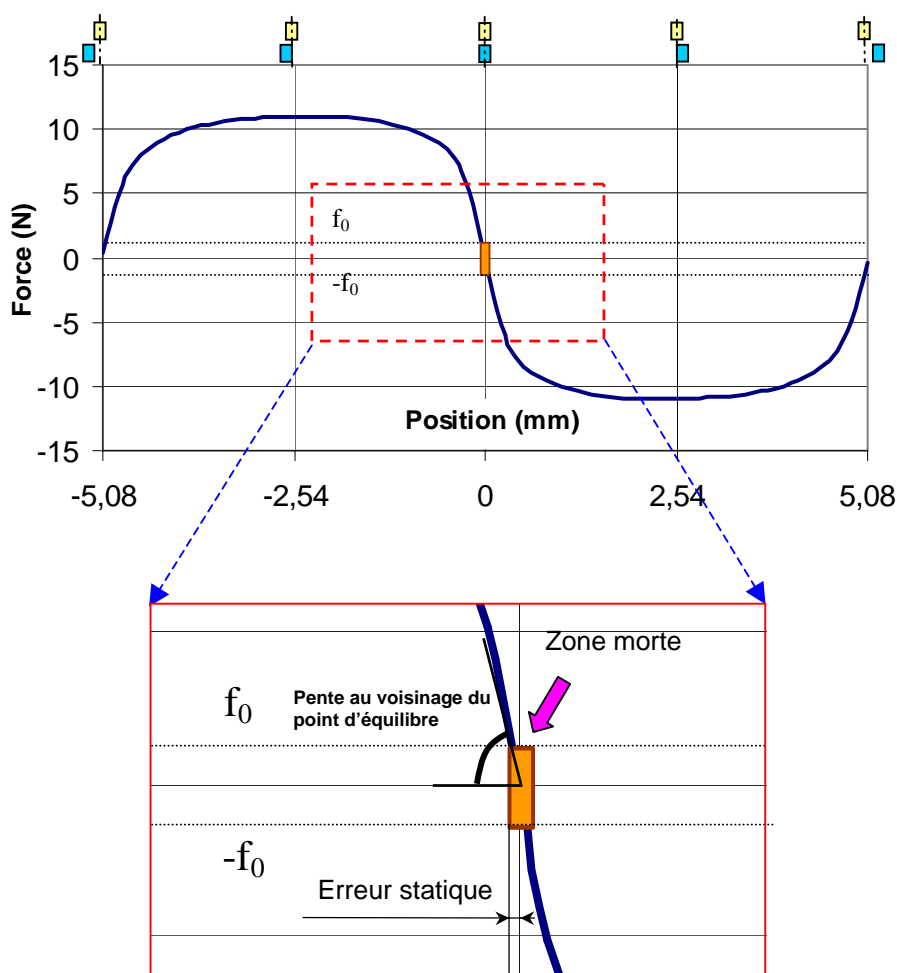 15
10
5
0
-5
-10
-15
Force (N)
f0
-f0
Position (mm)
-5,08 -2,54 0 2,54 5,08
Zone morte
f0
Pente au voisinage du
point d’équilibre
-f0
Erreur statique